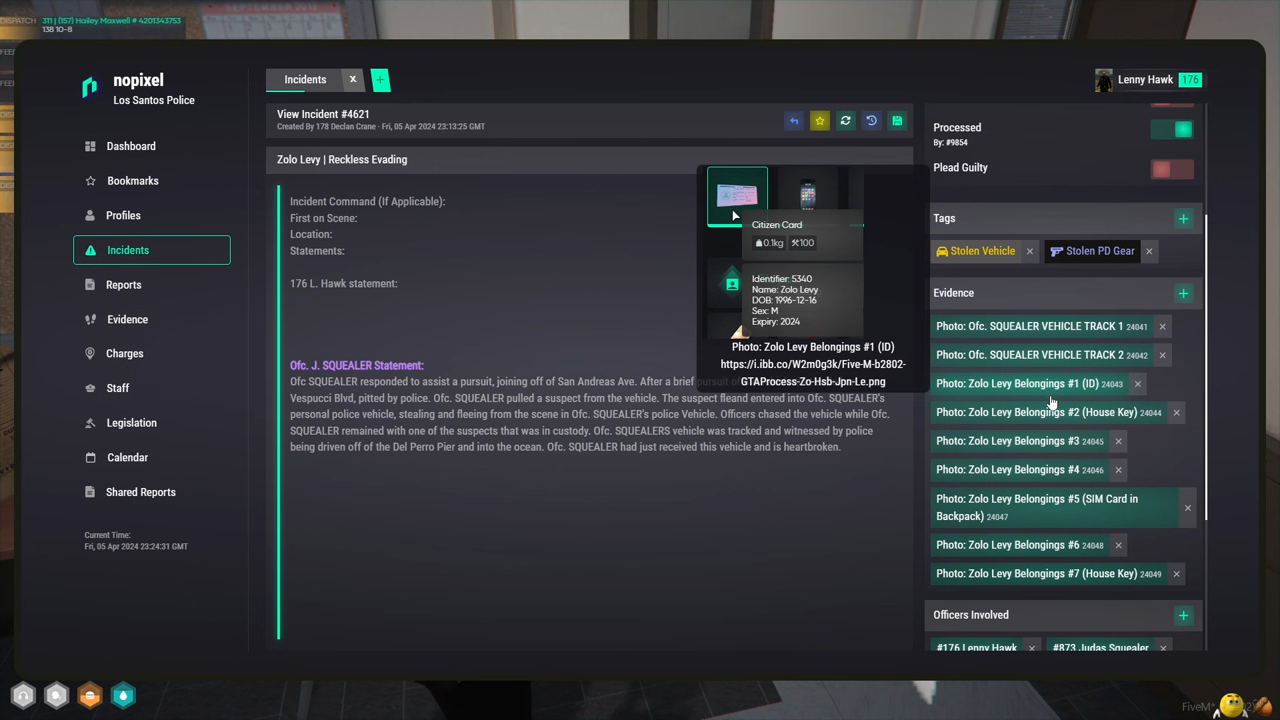 DISPATCH
311 | (157) Hailey Maxwell # 4201343753
138 10-8
SEPTEMBER
nopixel
Los Santos Police
Incidents
x
+
Lenny Hawk 176
Dashboard
Bookmarks
Profiles
Incidents
Reports
Evidence
Charges
Staff
Legislation
Calendar
Shared Reports
Current Time:
Fri, 05 Apr 2024 23:24:31 GMT
View Incident #4621
Created By 178 Declan Crane · Fri, 05 Apr 2024 23:13:25 GMT
Zolo Levy | Reckless Evading
Incident Command (If Applicable):
First on Scene:
Location:
Statements:
176 L. Hawk statement:
Ofc. J. SQUEALER Statement:
Ofc SQUEALER responded to assist a pursuit, joining off of San Andreas Ave. After a brief pursuit of
Vespucci Blvd, pitted by police. Ofc. SQUEALER pulled a suspect from the vehicle. The suspect fleand entered into Ofc. SQUEALER's
personal police vehicle, stealing and fleeing from the scene in Ofc. SQUEALER's police Vehicle. Officers chased the vehicle while Ofc.
SQUEALER remained with one of the suspects that was in custody. Ofc. SQUEALERS vehicle was tracked and witnessed by police
being driven off of the Del Perro Pier and into the ocean. Ofc. SQUEALER had just received this vehicle and is heartbroken.
Citizen Card
0.1kg 100
Identifier: 5340
Name: Zolo Levy
DOB: 1996-12-16
Sex: M
Expiry: 2024
Photo: Zolo Levy Belongings #1 (ID)
https://i.ibb.co/W2m0g3k/Five-M-b2802-
GTAProcess-Zo-Hsb-Jpn-Le.png
Processed
By: #9854
Plead Guilty
Tags
+
Stolen Vehicle ×
Stolen PD Gear ×
Evidence
+
Photo: Ofc. SQUEALER VEHICLE TRACK 1 24041 ×
Photo: Ofc. SQUEALER VEHICLE TRACK 2 24042 ×
Photo: Zolo Levy Belongings #1 (ID) 24043 ×
Photo: Zolo Levy Belongings #2 (House Key) 24044 ×
Photo: Zolo Levy Belongings #3 24045 ×
Photo: Zolo Levy Belongings #4 24046 ×
Photo: Zolo Levy Belongings #5 (SIM Card in
Backpack) 24047 ×
Photo: Zolo Levy Belongings #6 24048 ×
Photo: Zolo Levy Belongings #7 (House Key) 24049 ×
Officers Involved
+
#176 Lenny Hawk ×
#873 Judas Squealer ×
FiveM